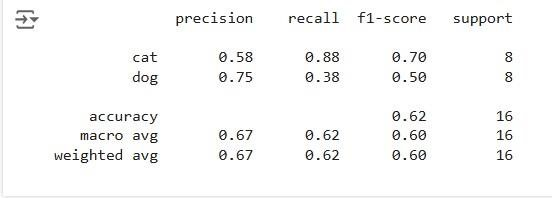 precision recall f1-score support
cat 0.58 0.88 0.70 8
dog 0.75 0.38 0.50 8
accuracy 0.62 16
macro avg 0.67 0.62 0.60 16
weighted avg 0.67 0.62 0.60 16